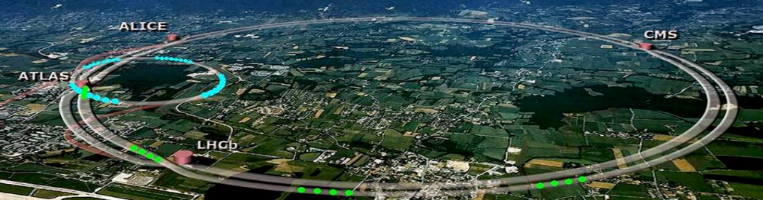 ALICE
CMS
ATLAS
LHCb